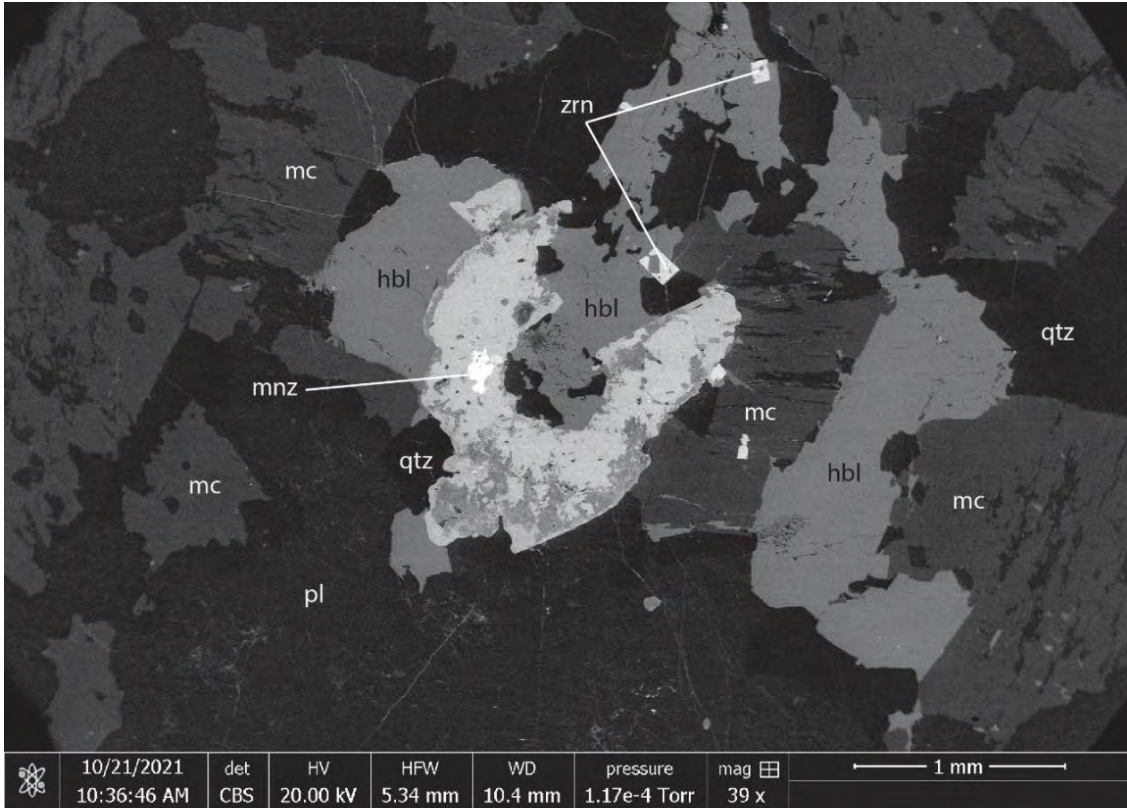 zrn
mc
hbl
hbl
qtz
mnz
mc
qtz
hbl
mc
mc
pl
10/21/2021 det HV HFW WD pressure mag
10:36:46 AM CBS 20.00 kV 5.34 mm 10.4 mm 1.17e-4 Torr 39 x
1 mm